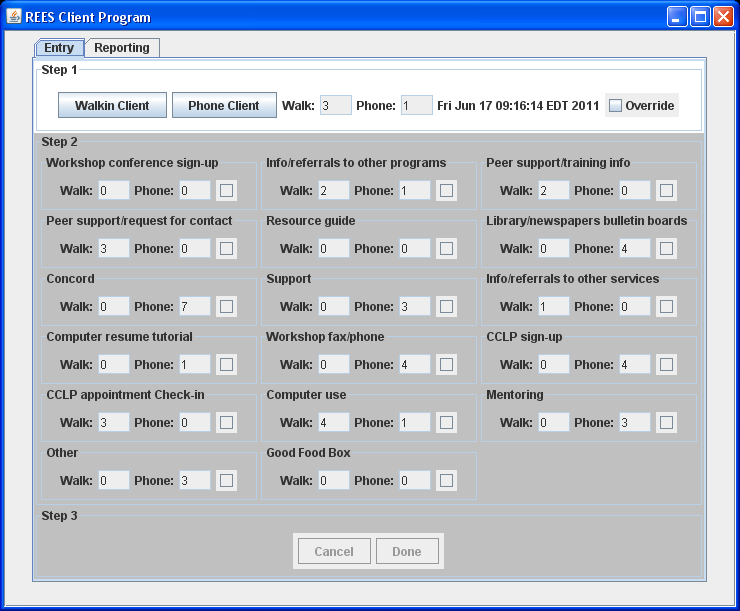 REES Client Program
Entry Reporting
Step 1
Walkin Client Phone Client Walk: 3 Phone: 1 Fri Jun 17 09:16:14 EDT 2011 Override
Step 2
Workshop conference sign-up Info/referrals to other programs Peer support/training info
Walk: 0 Phone: 0 Walk: 2 Phone: 1 Walk: 2 Phone: 0
Peer support/request for contact Resource guide Library/newspapers bulletin boards
Walk: 3 Phone: 0 Walk: 0 Phone: 0 Walk: 0 Phone: 4
Concord Support Info/referrals to other services
Walk: 0 Phone: 7 Walk: 0 Phone: 3 Walk: 1 Phone: 0
Computer resume tutorial Workshop fax/phone CCLP sign-up
Walk: 0 Phone: 1 Walk: 0 Phone: 4 Walk: 0 Phone: 4
CCLP appointment Check-in Computer use Mentoring
Walk: 3 Phone: 0 Walk: 4 Phone: 1 Walk: 0 Phone: 3
Other Good Food Box
Walk: 0 Phone: 3 Walk: 0 Phone: 0
Step 3
Cancel Done